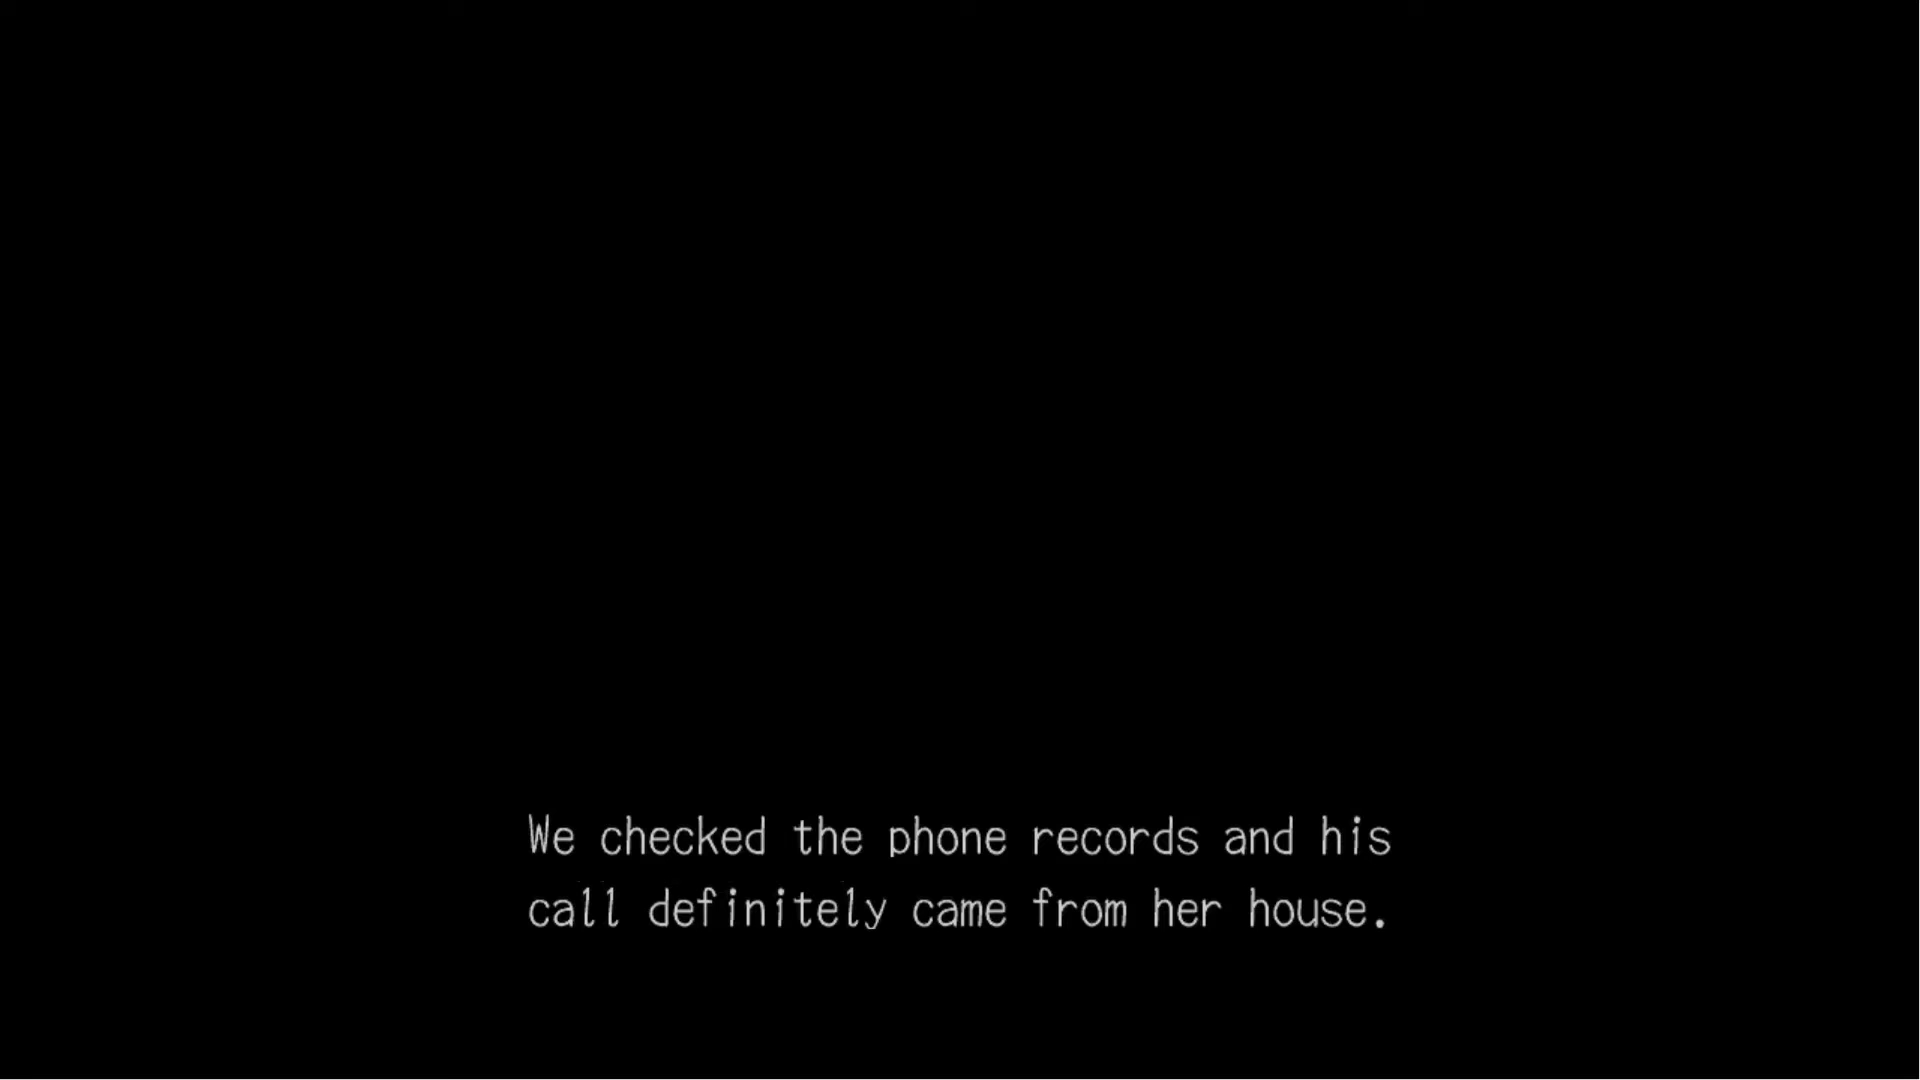 We checked the phone records and his
call definitely came from her house.